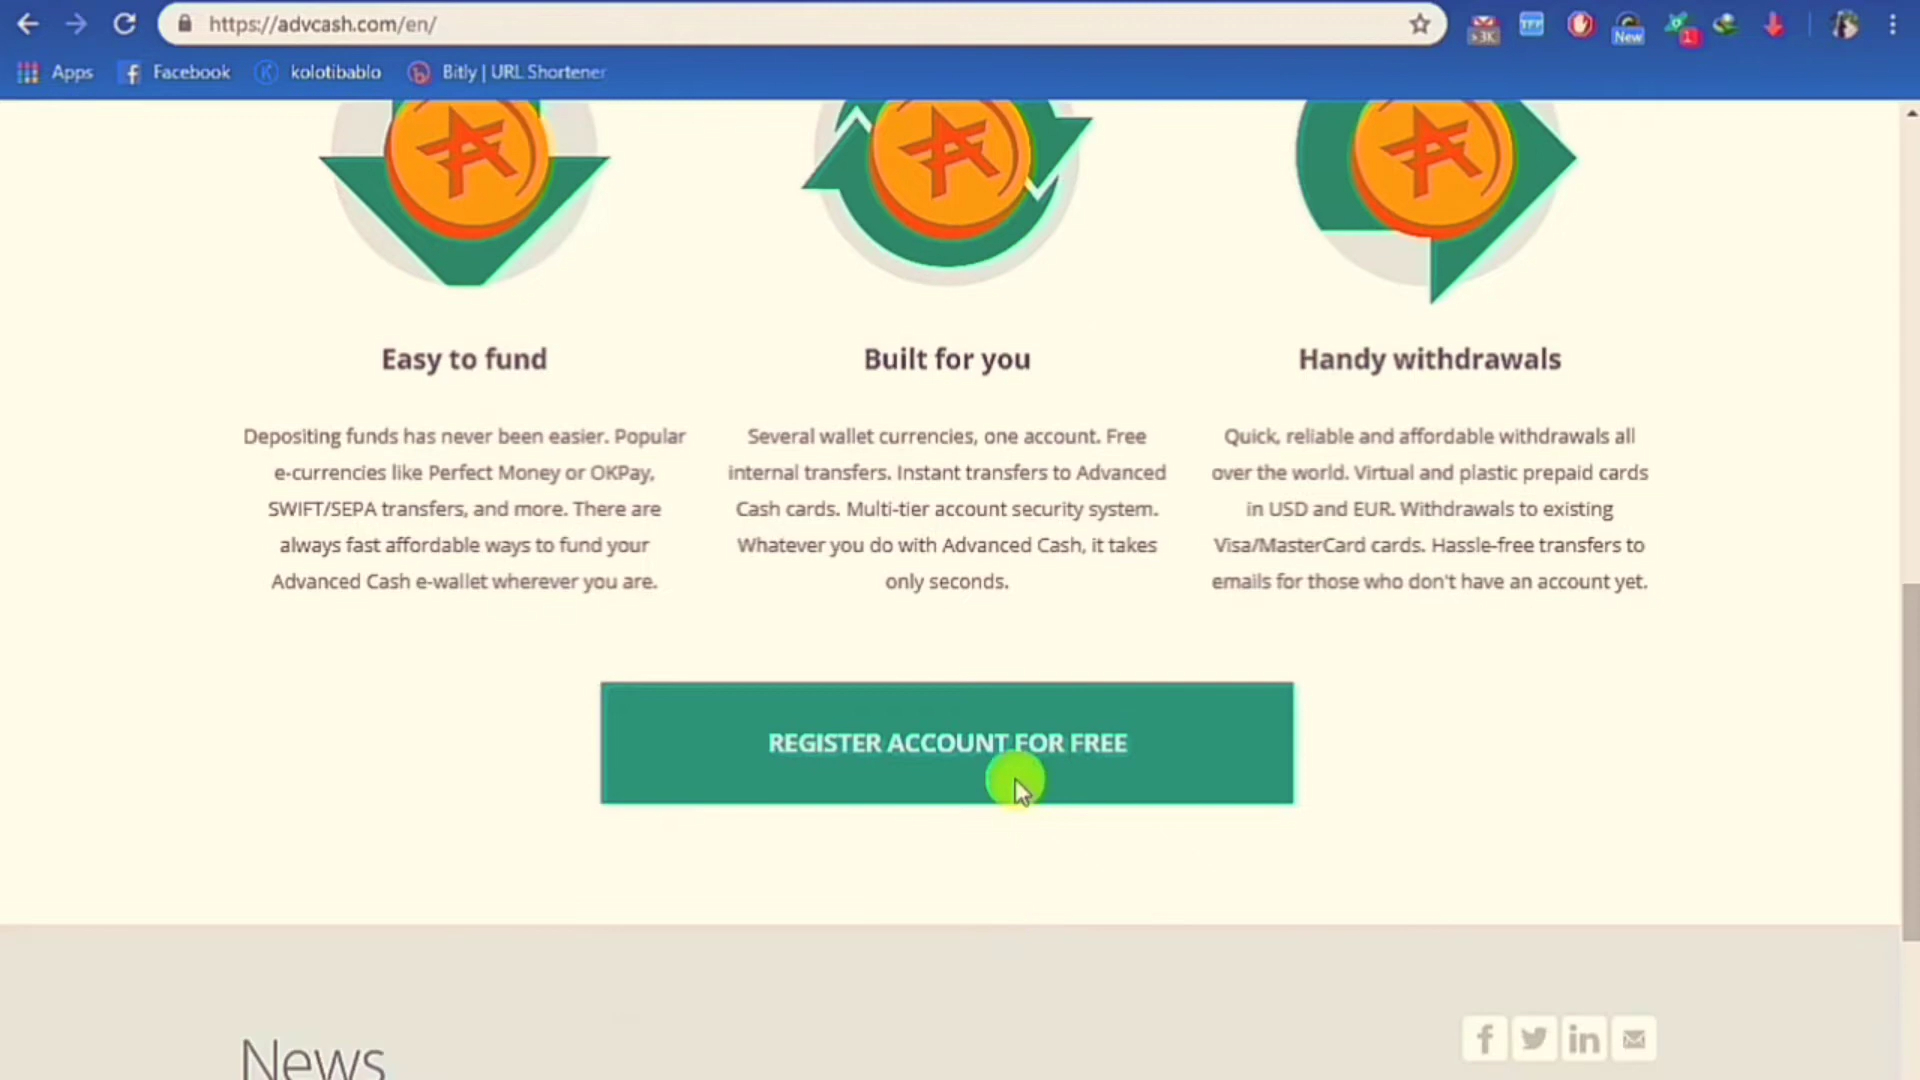 https://advcash.com/en/
>3K
New
1
Apps
Facebook
kolotibablo
Bitly | URL Shortener
Easy to fund
Depositing funds has never been easier. Popular
e-currencies like Perfect Money or OKPay,
SWIFT/SEPA transfers, and more. There are
always fast affordable ways to fund your
Advanced Cash e-wallet wherever you are.
Built for you
Several wallet currencies, one account. Free
internal transfers. Instant transfers to Advanced
Cash cards. Multi-tier account security system.
Whatever you do with Advanced Cash, it takes
only seconds.
Handy withdrawals
Quick, reliable and affordable withdrawals all
over the world. Virtual and plastic prepaid cards
in USD and EUR. Withdrawals to existing
Visa/MasterCard cards. Hassle-free transfers to
emails for those who don't have an account yet.
REGISTER ACCOUNT FOR FREE
News